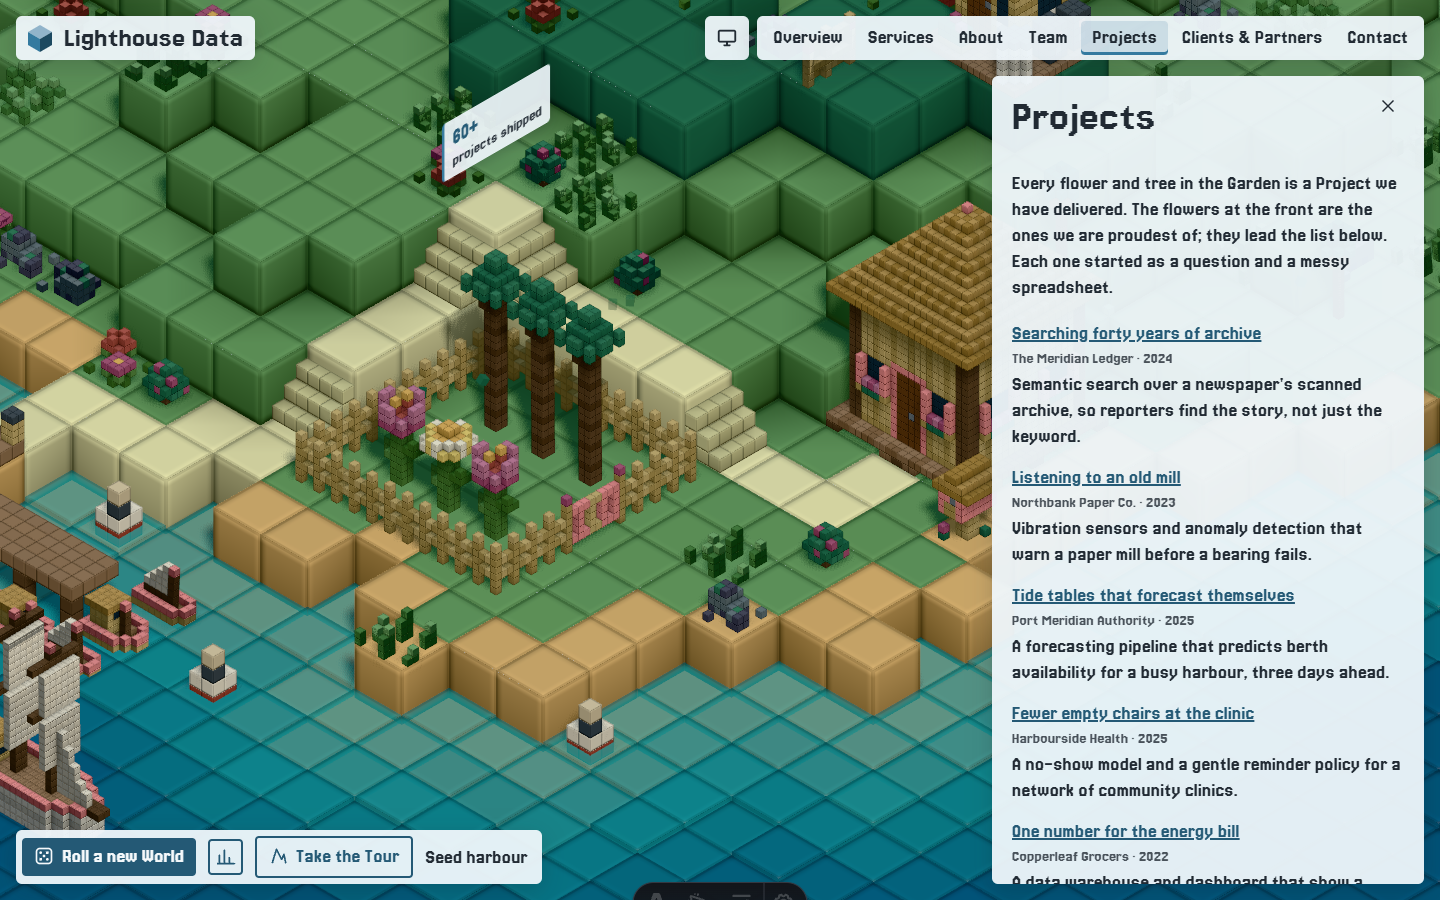 Lighthouse Data
Overview
Services
About
Team
Projects
Clients & Partners
Contact
60+
projects shipped
Projects
Every flower and tree in the Garden is a Project we
have delivered. The flowers at the front are the
ones we are proudest of; they lead the list below.
Each one started as a question and a messy
spreadsheet.
Searching forty years of archive
The Meridian Ledger · 2024
Semantic search over a newspaper's scanned
archive, so reporters find the story, not just the
keyword.
Listening to an old mill
Northbank Paper Co. · 2023
Vibration sensors and anomaly detection that
warn a paper mill before a bearing fails.
Tide tables that forecast themselves
Port Meridian Authority · 2025
A forecasting pipeline that predicts berth
availability for a busy harbour, three days ahead.
Fewer empty chairs at the clinic
Harbourside Health · 2025
A no-show model and a gentle reminder policy for a
network of community clinics.
One number for the energy bill
Copperleaf Grocers · 2022
A data warehouse and dashboard that show a
Roll a new World
Take the Tour
Seed harbour